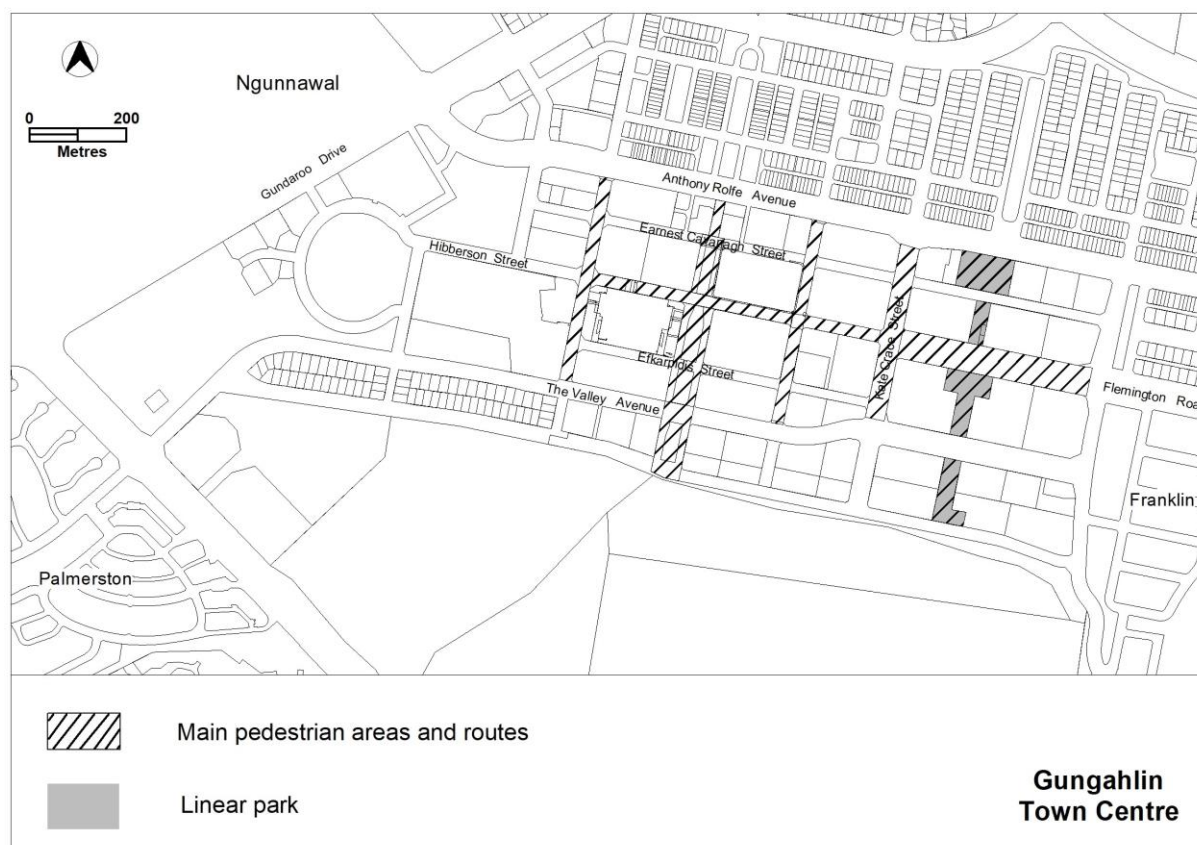 Ngunnawal
0 200
Metres
Gundaroo Drive
Anthony Rolfe Avenue
Earnest Cavanagh Street
Hibberson Street
Kate Crace Street
Efkarpidis Street
The Valley Avenue
Flemington Roa
Franklin
Palmerston
Main pedestrian areas and routes
Linear park
Gungahlin
Town Centre